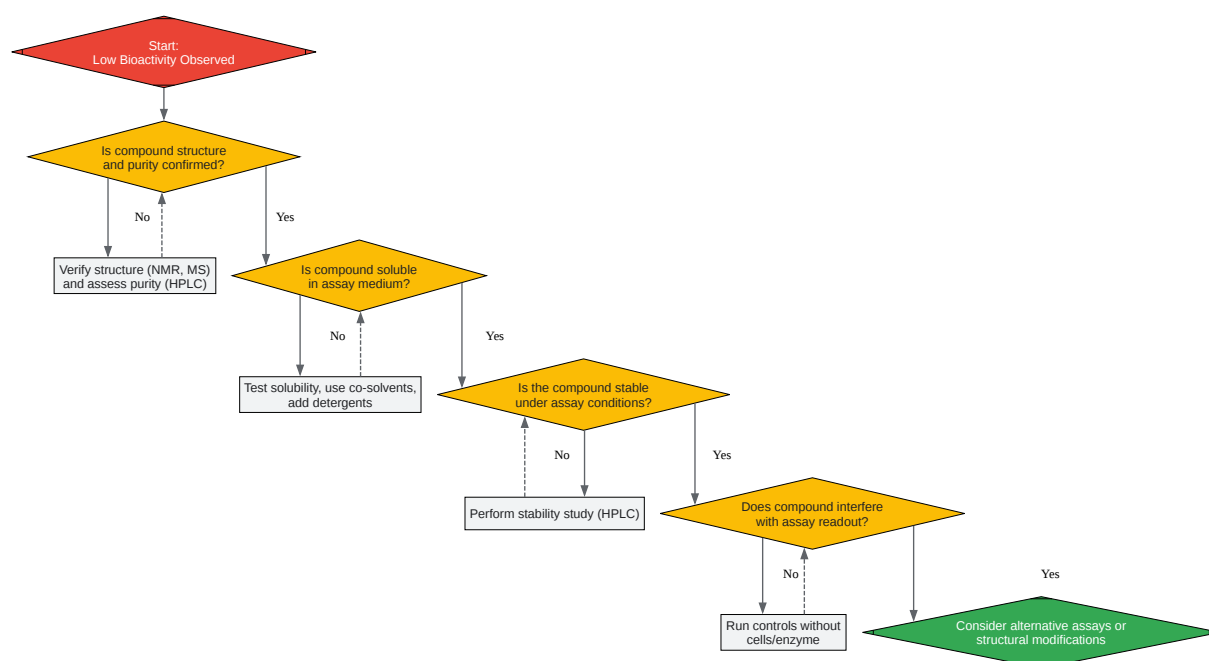 Start:
Low Bioactivity Observed
Is compound structure
and purity confirmed?
No
Yes
Verify structure (NMR, MS)
and assess purity (HPLC)
Is compound soluble
in assay medium?
No
Yes
Test solubility, use co-solvents,
add detergents
Is the compound stable
under assay conditions?
No
Yes
Perform stability study (HPLC)
Does compound interfere
with assay readout?
No
Yes
Run controls without
cells/enzyme
Consider alternative assays or
structural modifications